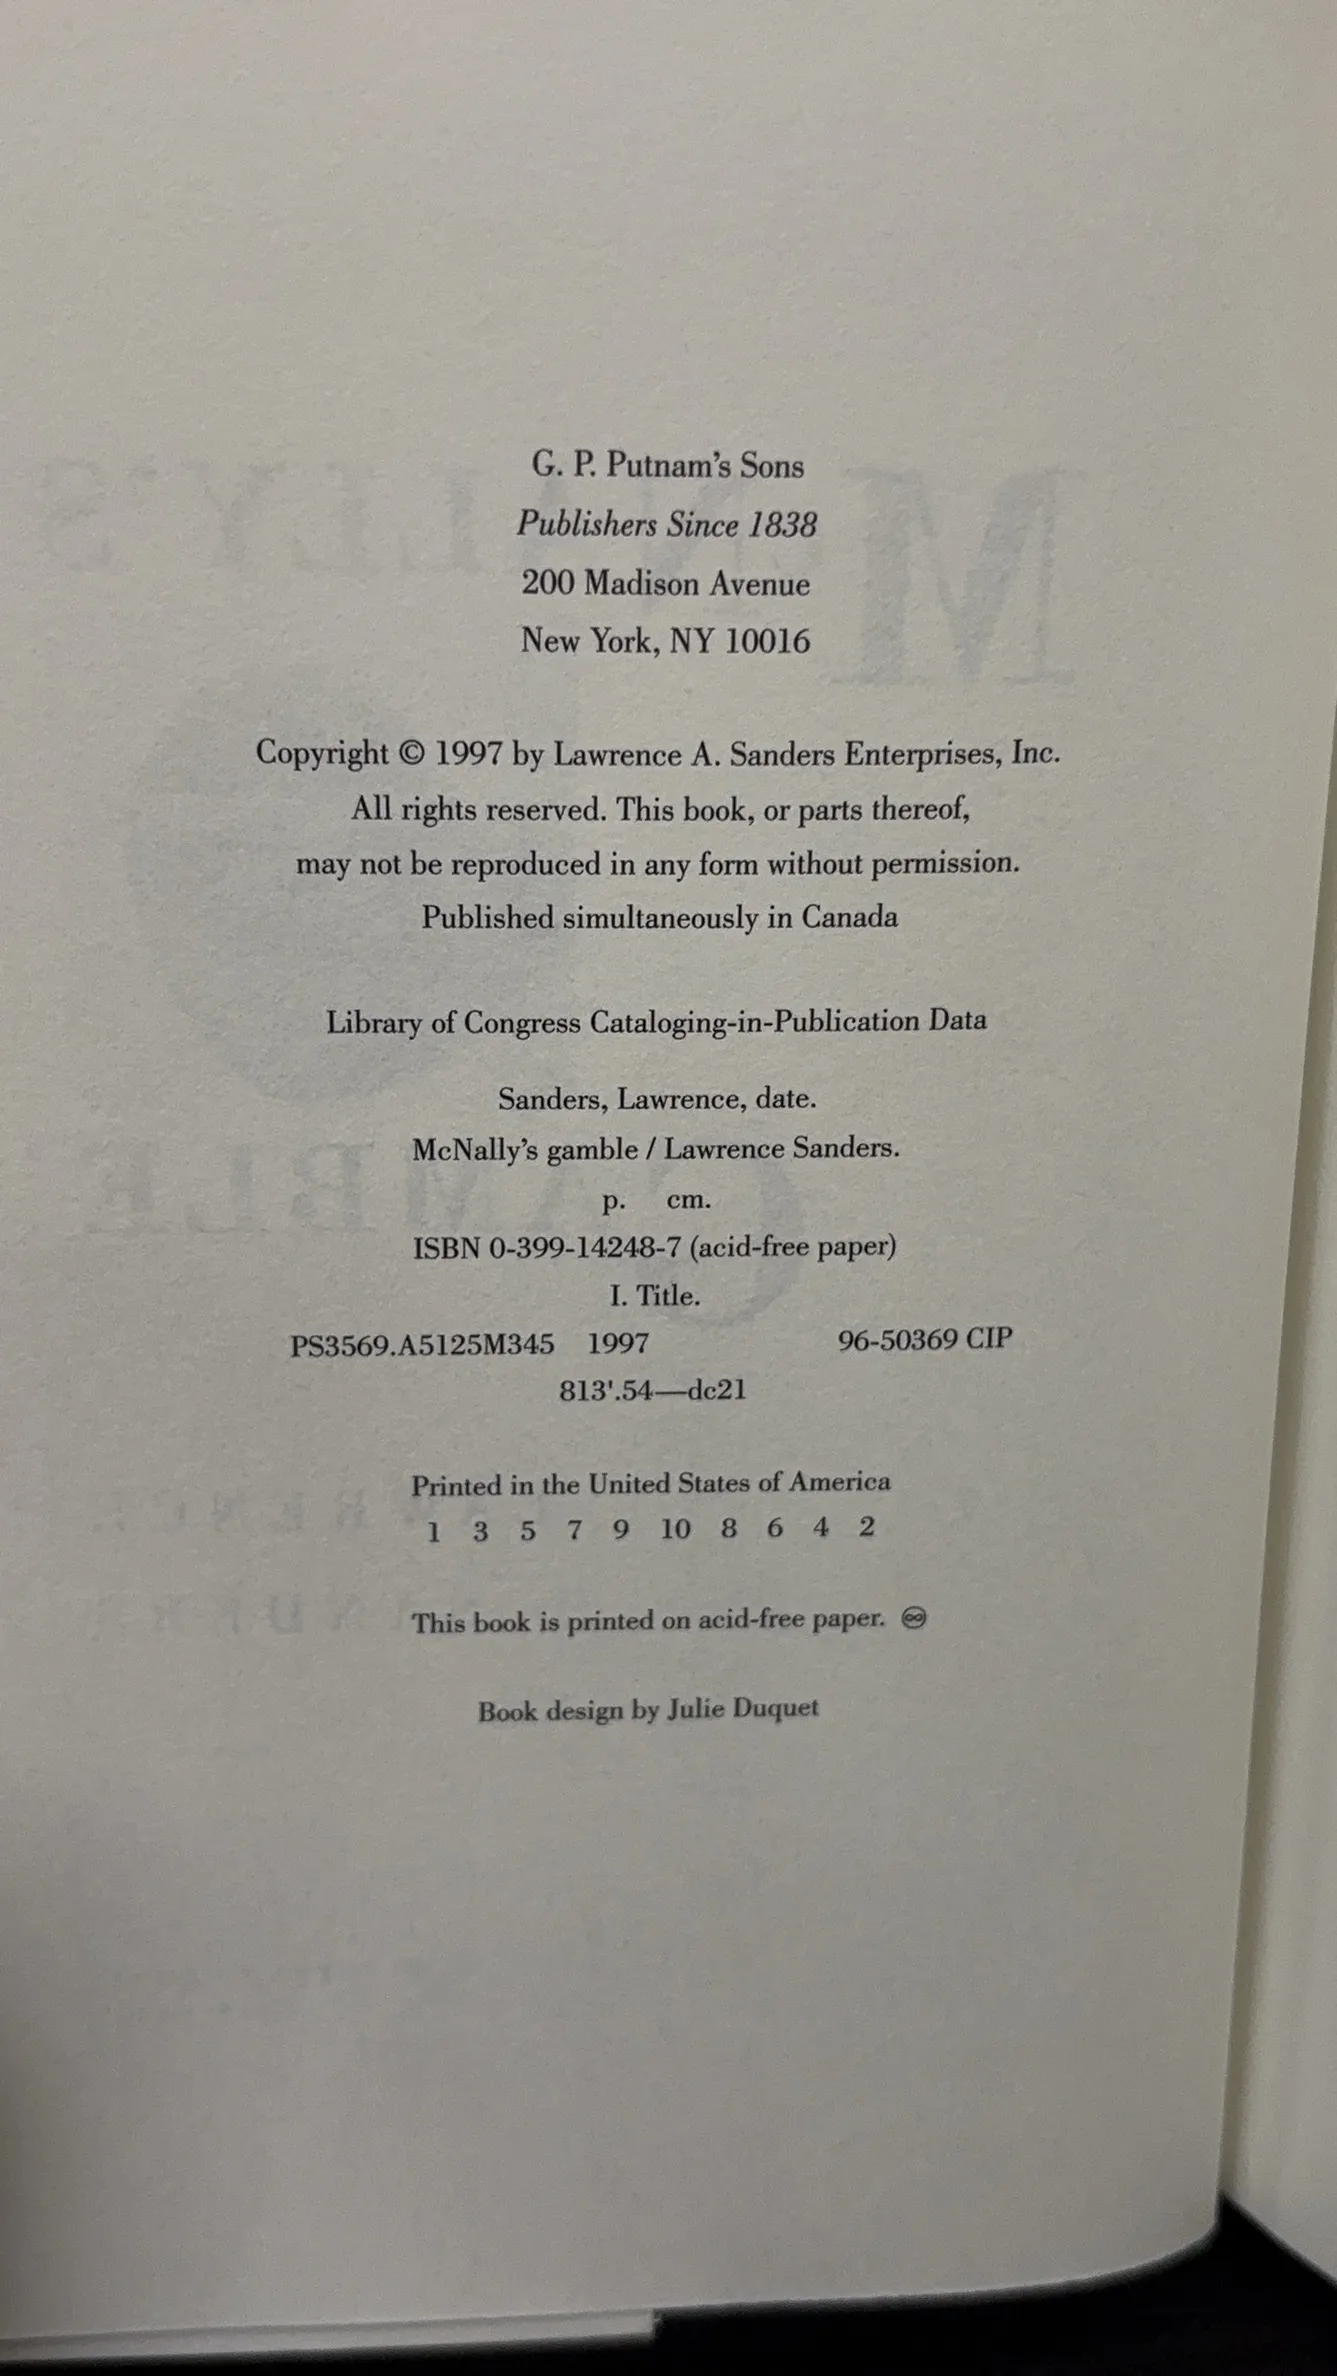 G. P. Putnam's Sons
Publishers Since 1838
200 Madison Avenue
New York, NY 10016
Copyright © 1997 by Lawrence A. Sanders Enterprises, Inc.
All rights reserved. This book, or parts thereof,
may not be reproduced in any form without permission.
Published simultaneously in Canada
Library of Congress Cataloging-in-Publication Data
Sanders, Lawrence, date.
McNally's gamble / Lawrence Sanders.
p. cm.
ISBN 0-399-14248-7 (acid-free paper)
I. Title.
PS3569.A5125M345 1997 96-50369 CIP
813'.54—dc21
Printed in the United States of America
1 3 5 7 9 10 8 6 4 2
This book is printed on acid-free paper. ♾
Book design by Julie Duquet